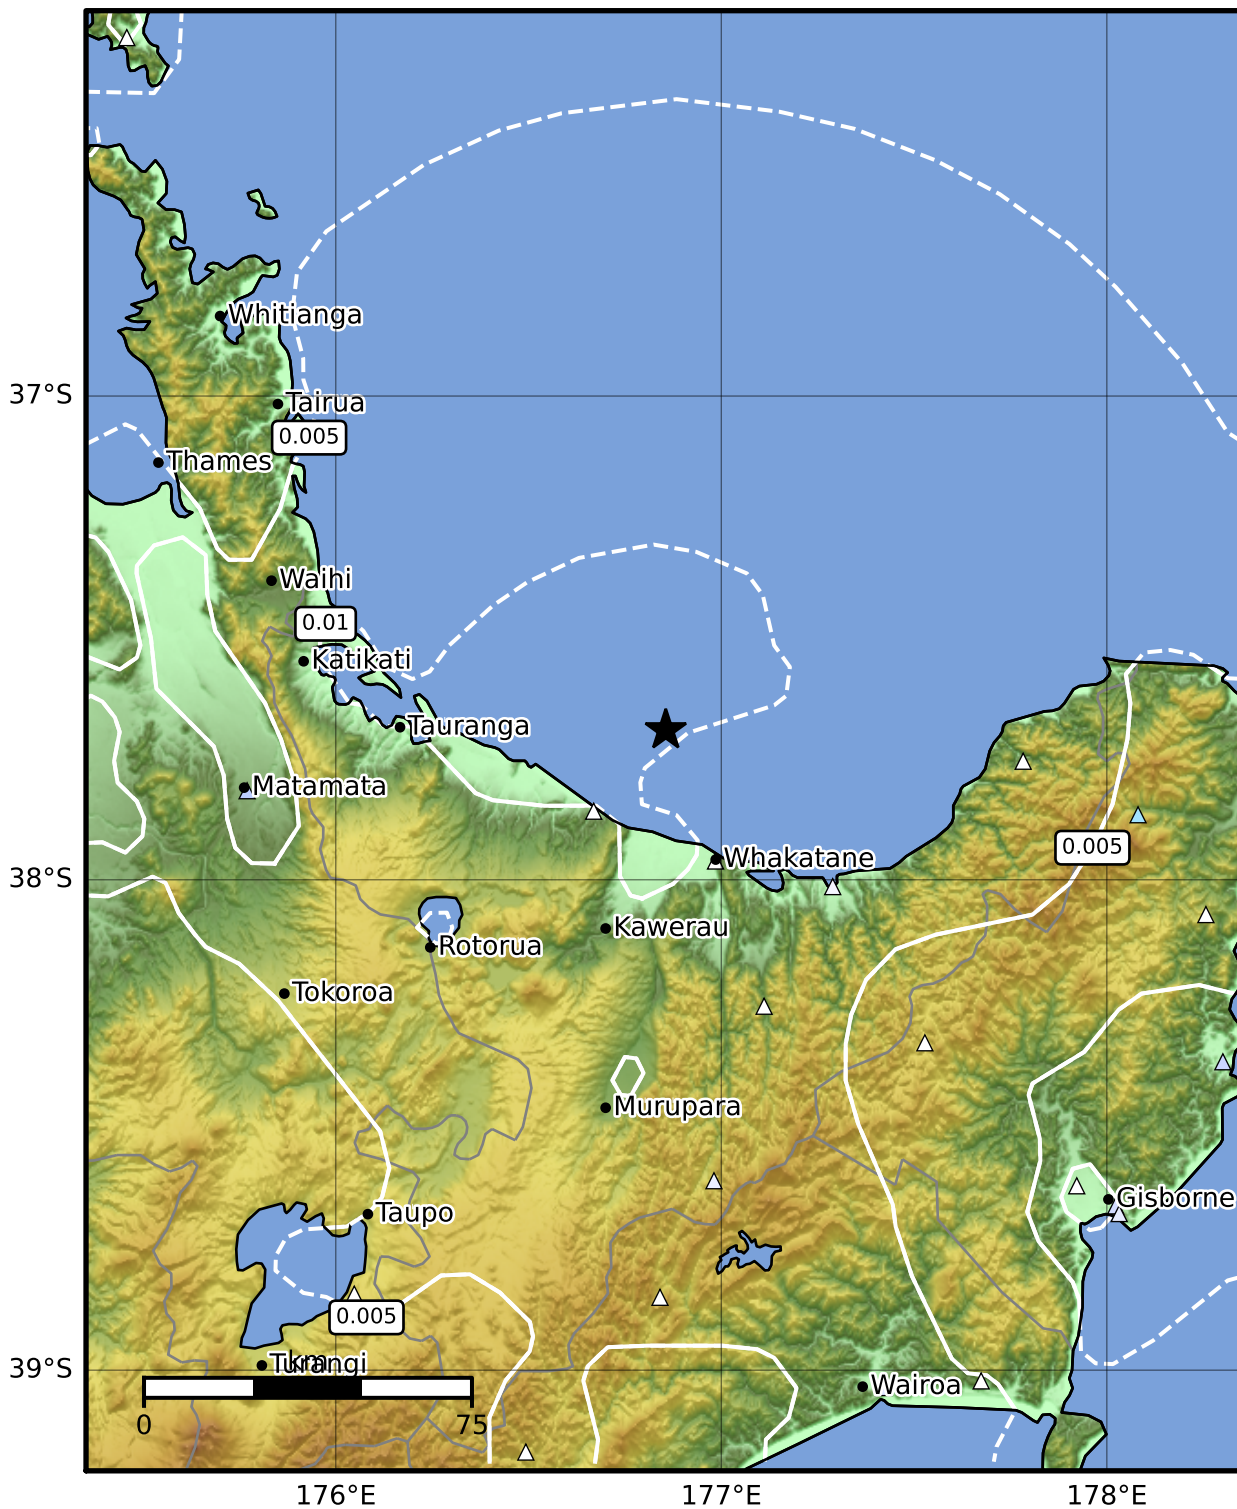 Whitianga
37°S
Tairua
0.005
Thames
Waihi
0.01
Katikati
Tauranga
Matamata
0.005
Whakatane
38°S
Kawerau
Rotorua
Tokoroa
Murupara
Gisborne
Taupo
0.005
km
Turangi
39°S
Wairoa
0
75
176°E
177°E
178°E